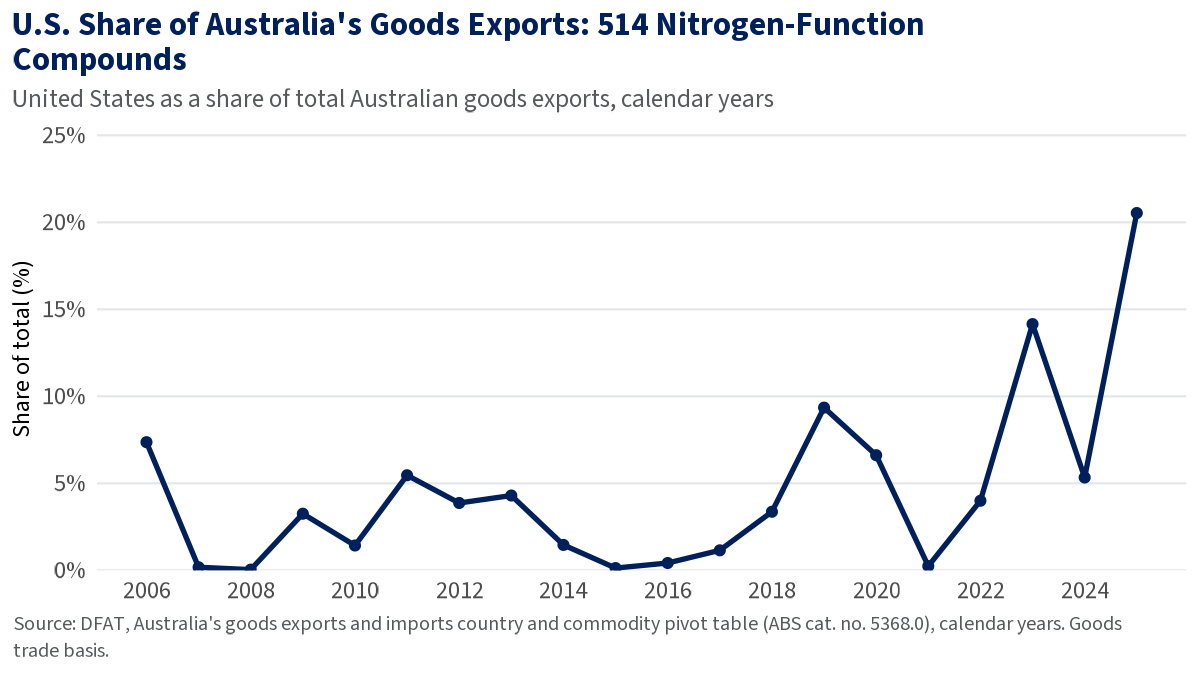 U.S. Share of Australia's Goods Exports: 514 Nitrogen-Function
Compounds
United States as a share of total Australian goods exports, calendar years
Share of total (%)
25%
20%
15%
10%
5%
0%
2006 2008 2010 2012 2014 2016 2018 2020 2022 2024
Source: DFAT, Australia's goods exports and imports country and commodity pivot table (ABS cat. no. 5368.0), calendar years. Goods
trade basis.